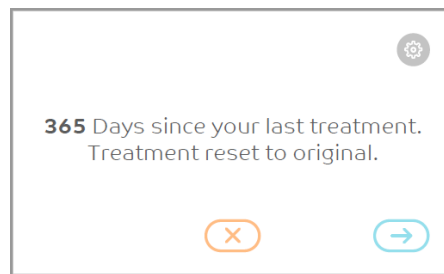 365 Days since your last treatment.
Treatment reset to original.